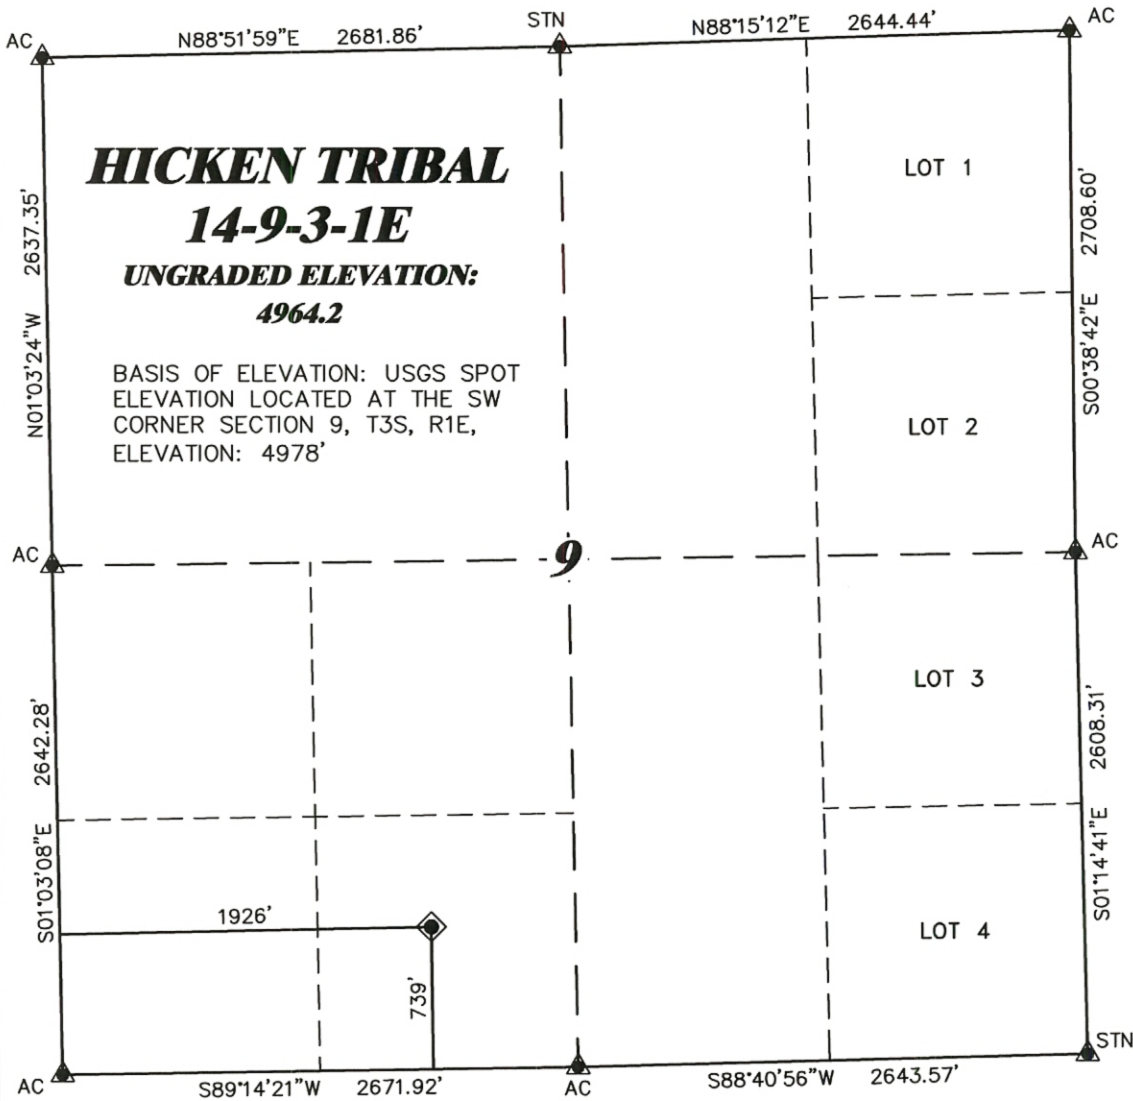 AC
N88°51'59"E 2681.86'
STN
N88°15'12"E 2644.44'
AC
HICKEN TRIBAL
14-9-3-1E
UNGRADED ELEVATION:
4964.2
BASIS OF ELEVATION: USGS SPOT
ELEVATION LOCATED AT THE SW
CORNER SECTION 9, T3S, R1E,
ELEVATION: 4978'
N01°03'24"W 2637.35'
LOT 1
S00°38'42"E 2708.60'
LOT 2
AC
9
AC
LOT 3
S01°03'08"E 2642.28'
S01°14'41"E 2608.31'
1926'
739'
LOT 4
AC
S89°14'21"W 2671.92'
AC
S88°40'56"W 2643.57'
STN